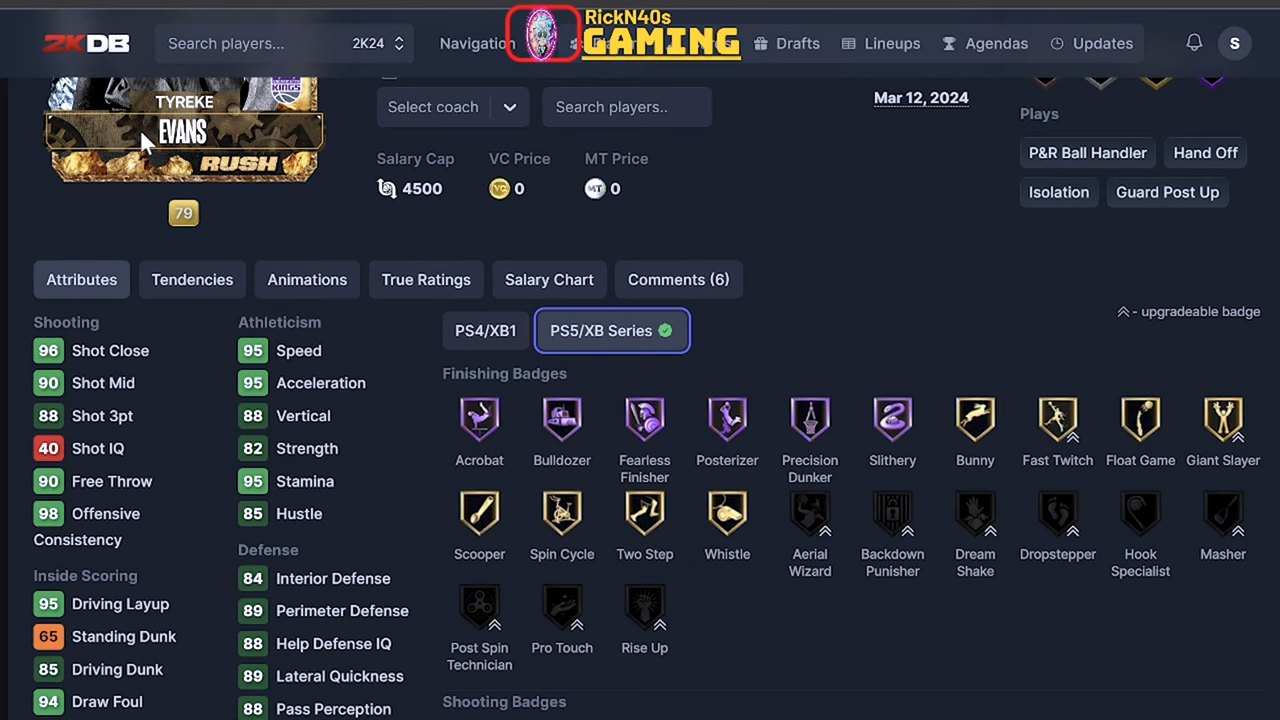 2KDB
Search players...
2K24
Navigation
RickN40s
GAMING
Drafts
Lineups
Agendas
Updates
S
KINGS
TYREKE
EVANS
RUSH
79
Select coach
Search players..
Salary Cap
VC Price
MT Price
4500
VC
0
MT
0
Mar 12, 2024
Plays
P&R Ball Handler
Hand Off
Isolation
Guard Post Up
Attributes
Tendencies
Animations
True Ratings
Salary Chart
Comments (6)
- upgradeable badge
Shooting
96 Shot Close
90 Shot Mid
88 Shot 3pt
40 Shot IQ
90 Free Throw
98 Offensive
Consistency
Inside Scoring
95 Driving Layup
65 Standing Dunk
85 Driving Dunk
94 Draw Foul
Athleticism
95 Speed
95 Acceleration
88 Vertical
82 Strength
95 Stamina
85 Hustle
Defense
84 Interior Defense
89 Perimeter Defense
88 Help Defense IQ
89 Lateral Quickness
88 Pass Perception
PS4/XB1
PS5/XB Series
Finishing Badges
Acrobat
Bulldozer
Fearless
Finisher
Posterizer
Precision
Dunker
Slithery
Bunny
Fast Twitch
Float Game
Giant Slayer
Scooper
Spin Cycle
Two Step
Whistle
Aerial
Wizard
Backdown
Punisher
Dream
Shake
Dropstepper
Hook
Specialist
Masher
Post Spin
Technician
Pro Touch
Rise Up
Shooting Badges